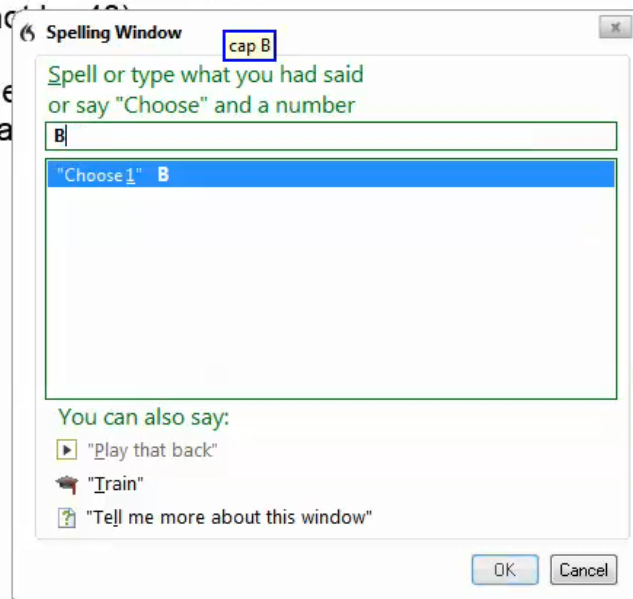 Spelling Window
cap B
Spell or type what you had said
or say "Choose" and a number
B
"Choose 1" B
You can also say:
"Play that back"
"Train"
"Tell me more about this window"
OK Cancel